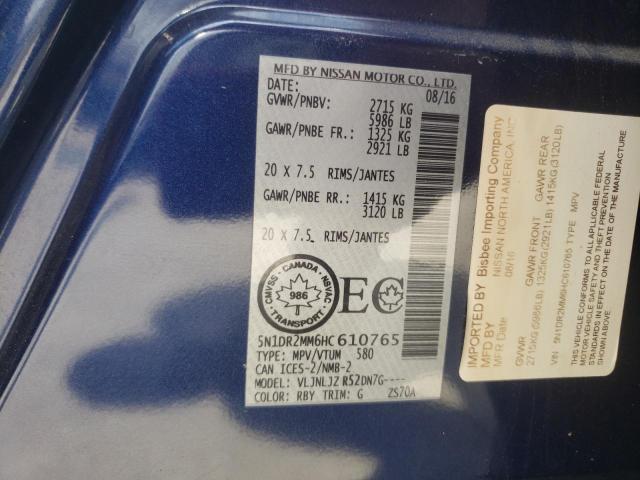 MFD BY NISSAN MOTOR CO., LTD.
DATE: 08/16
GVWR/PNBV: 2715 KG
5986 LB
GAWR/PNBE FR.: 1325 KG
2921 LB
20 X 7.5 RIMS/JANTES
GAWR/PNBE RR.: 1415 KG
3120 LB
20 X 7.5 RIMS/JANTES
CMVSS - CANADA - NSVAC
986
TRANSPORT
EC
5N1DR2MM6HC610765
TYPE: MPV/VTUM 580
CAN ICES-2/NMB-2
MODEL: VLJNLJZ R52DN7G----
COLOR: RBY TRIM: G ZS70A
IMPORTED BY Bisbee Importing Company
MFR Date NISSAN NORTH AMERICA, INC
08/16
GVWR GAWR FRONT GAWR REAR
2715KG (5986LB) 1325KG (2921LB) 1415KG (3120LB)
VIN: 5N1DR2MM6HC610765 TYPE MPV
THIS VEHICLE CONFORMS TO ALL APLICABLE FEDERAL
MOTOR VEHICLE SAFETY AND THEFT PREVENTION
STANDARDS IN EFFECT ON THE DATE OF THE MANUFACTURE
SHOWN ABOVE